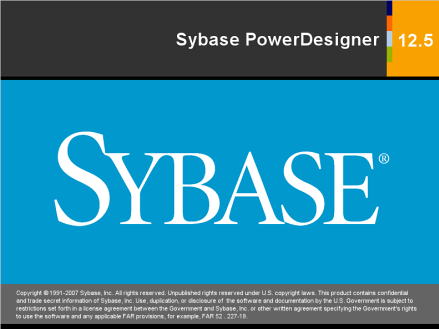 Sybase PowerDesigner 12.5
SYBASE®
Copyright © 1991-2007 Sybase, Inc. All rights reserved. Unpublished rights reserved under U.S. copyright laws. This product contains confidential
and trade secret information of Sybase, Inc. Use, duplication, or disclosure of the software and documentation by the U.S. Government is subject to
restrictions set forth in a license agreement between the Government and Sybase, Inc. or other written agreement specifying the Government's rights
to use the software and any applicable FAR provisions, for example, FAR 52 . 227-19.